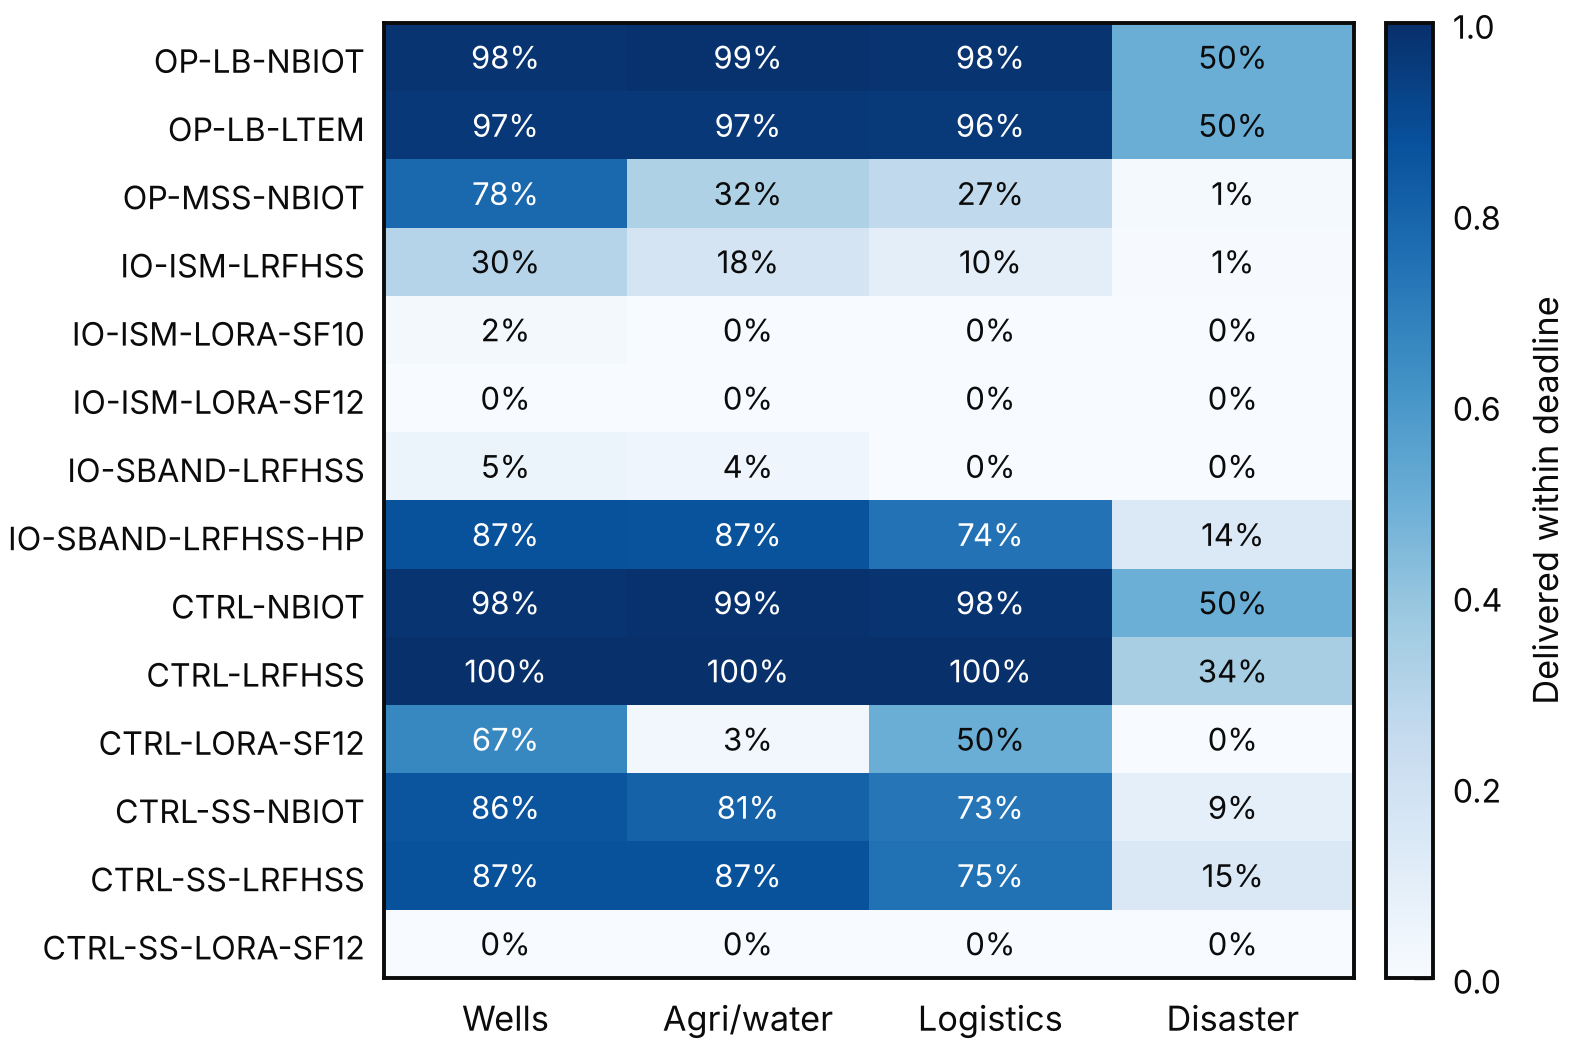 OP-LB-NBIOT 98% 99% 98% 50%
OP-LB-LTEM 97% 97% 96% 50%
OP-MSS-NBIOT 78% 32% 27% 1%
IO-ISM-LRFHSS 30% 18% 10% 1%
IO-ISM-LORA-SF10 2% 0% 0% 0%
IO-ISM-LORA-SF12 0% 0% 0% 0%
IO-SBAND-LRFHSS 5% 4% 0% 0%
IO-SBAND-LRFHSS-HP 87% 87% 74% 14%
CTRL-NBIOT 98% 99% 98% 50%
CTRL-LRFHSS 100% 100% 100% 34%
CTRL-LORA-SF12 67% 3% 50% 0%
CTRL-SS-NBIOT 86% 81% 73% 9%
CTRL-SS-LRFHSS 87% 87% 75% 15%
CTRL-SS-LORA-SF12 0% 0% 0% 0%
Wells Agri/water Logistics Disaster
1.0
0.8
0.6
0.4
0.2
0.0
Delivered within deadline